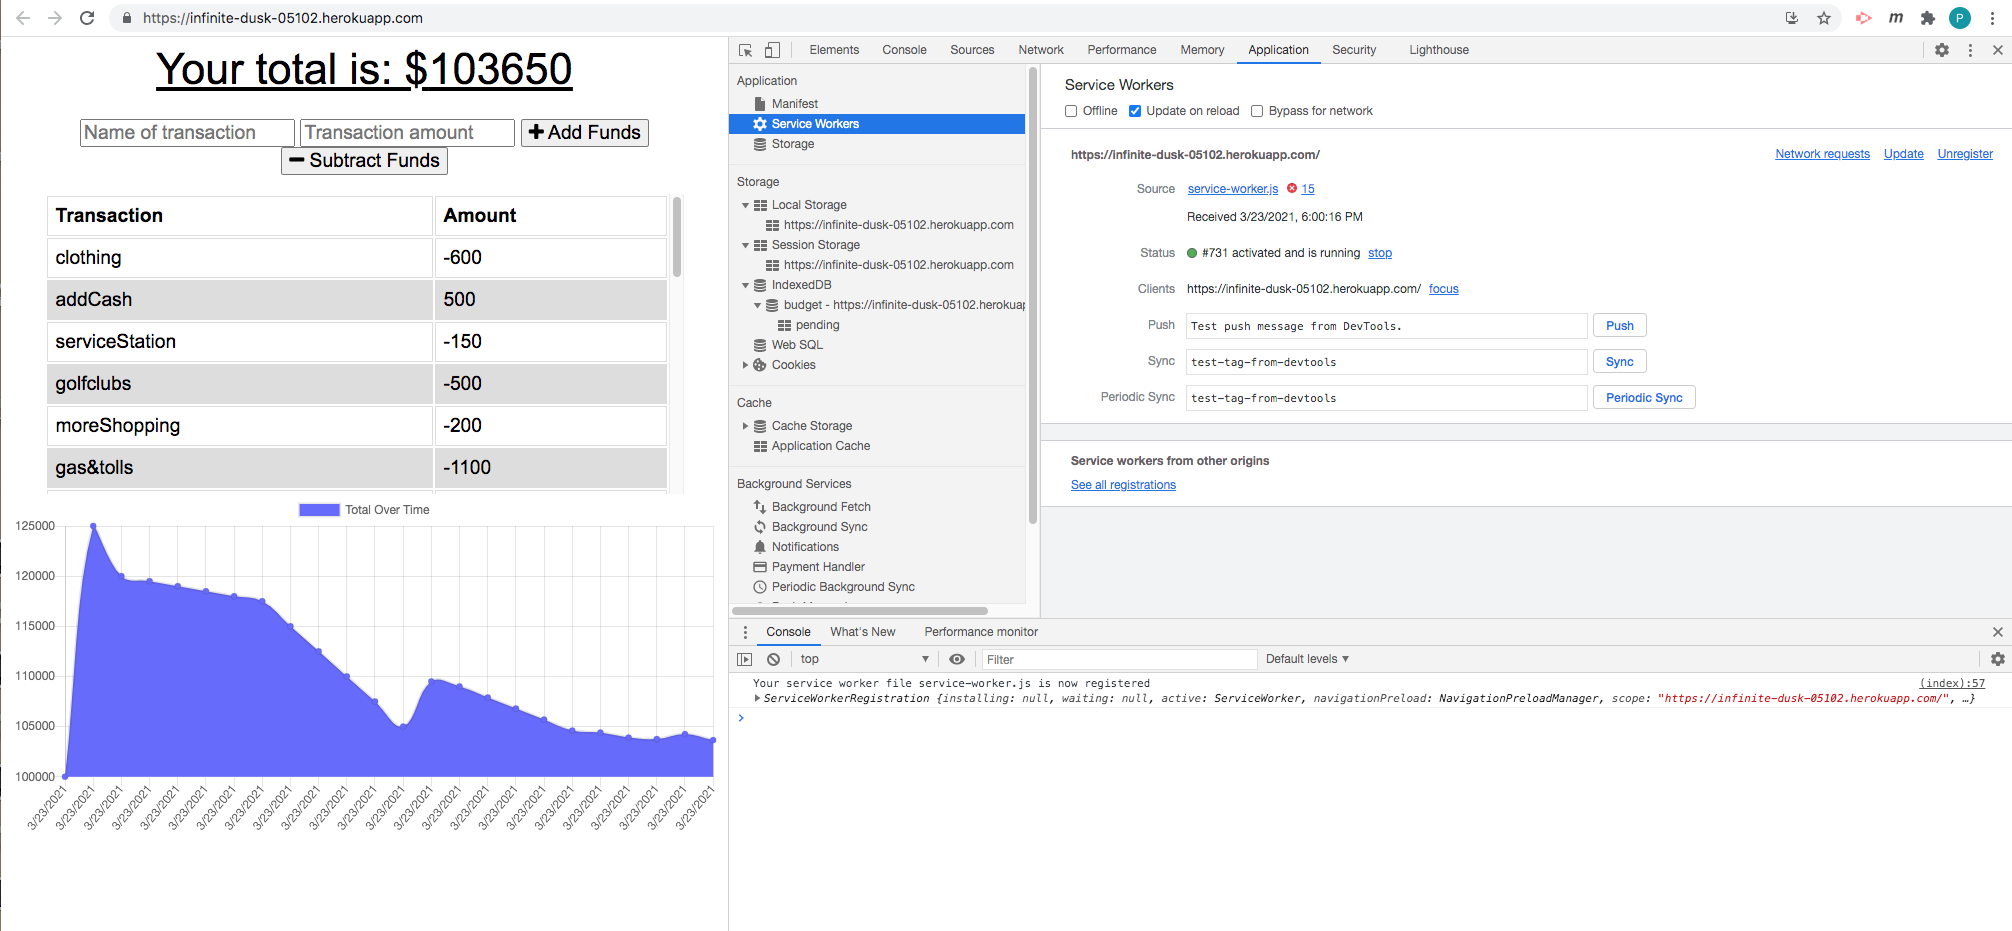 https://infinite-dusk-05102.herokuapp.com
m
P
Your total is: $103650
Name of transaction
Transaction amount
Add Funds
Subtract Funds
Transaction Amount
clothing -600
addCash 500
serviceStation -150
golfclubs -500
moreShopping -200
gas&tolls -1100
Total Over Time
125000
120000
115000
110000
105000
100000
3/23/2021 3/23/2021 3/23/2021 3/23/2021 3/23/2021 3/23/2021 3/23/2021 3/23/2021 3/23/2021 3/23/2021 3/23/2021 3/23/2021 3/23/2021 3/23/2021 3/23/2021 3/23/2021 3/23/2021 3/23/2021 3/23/2021 3/23/2021 3/23/2021 3/23/2021 3/23/2021 3/23/2021
Elements Console Sources Network Performance Memory Application Security Lighthouse
Application
Manifest
Service Workers
Storage
Storage
Local Storage
https://infinite-dusk-05102.herokuapp.com
Session Storage
https://infinite-dusk-05102.herokuapp.com
IndexedDB
budget - https://infinite-dusk-05102.herokuap
pending
Web SQL
Cookies
Cache
Cache Storage
Application Cache
Background Services
Background Fetch
Background Sync
Notifications
Payment Handler
Periodic Background Sync
Service Workers
Offline Update on reload Bypass for network
https://infinite-dusk-05102.herokuapp.com/ Network requests Update Unregister
Source service-worker.js 15
Received 3/23/2021, 6:00:16 PM
Status #731 activated and is running stop
Clients https://infinite-dusk-05102.herokuapp.com/ focus
Push Test push message from DevTools. Push
Sync test-tag-from-devtools Sync
Periodic Sync test-tag-from-devtools Periodic Sync
Service workers from other origins
See all registrations
Console What's New Performance monitor
top Filter Default levels
Your service worker file service-worker.js is now registered (index):57
ServiceWorkerRegistration {installing: null, waiting: null, active: ServiceWorker, navigationPreload: NavigationPreloadManager, scope: "https://infinite-dusk-05102.herokuapp.com/", …}